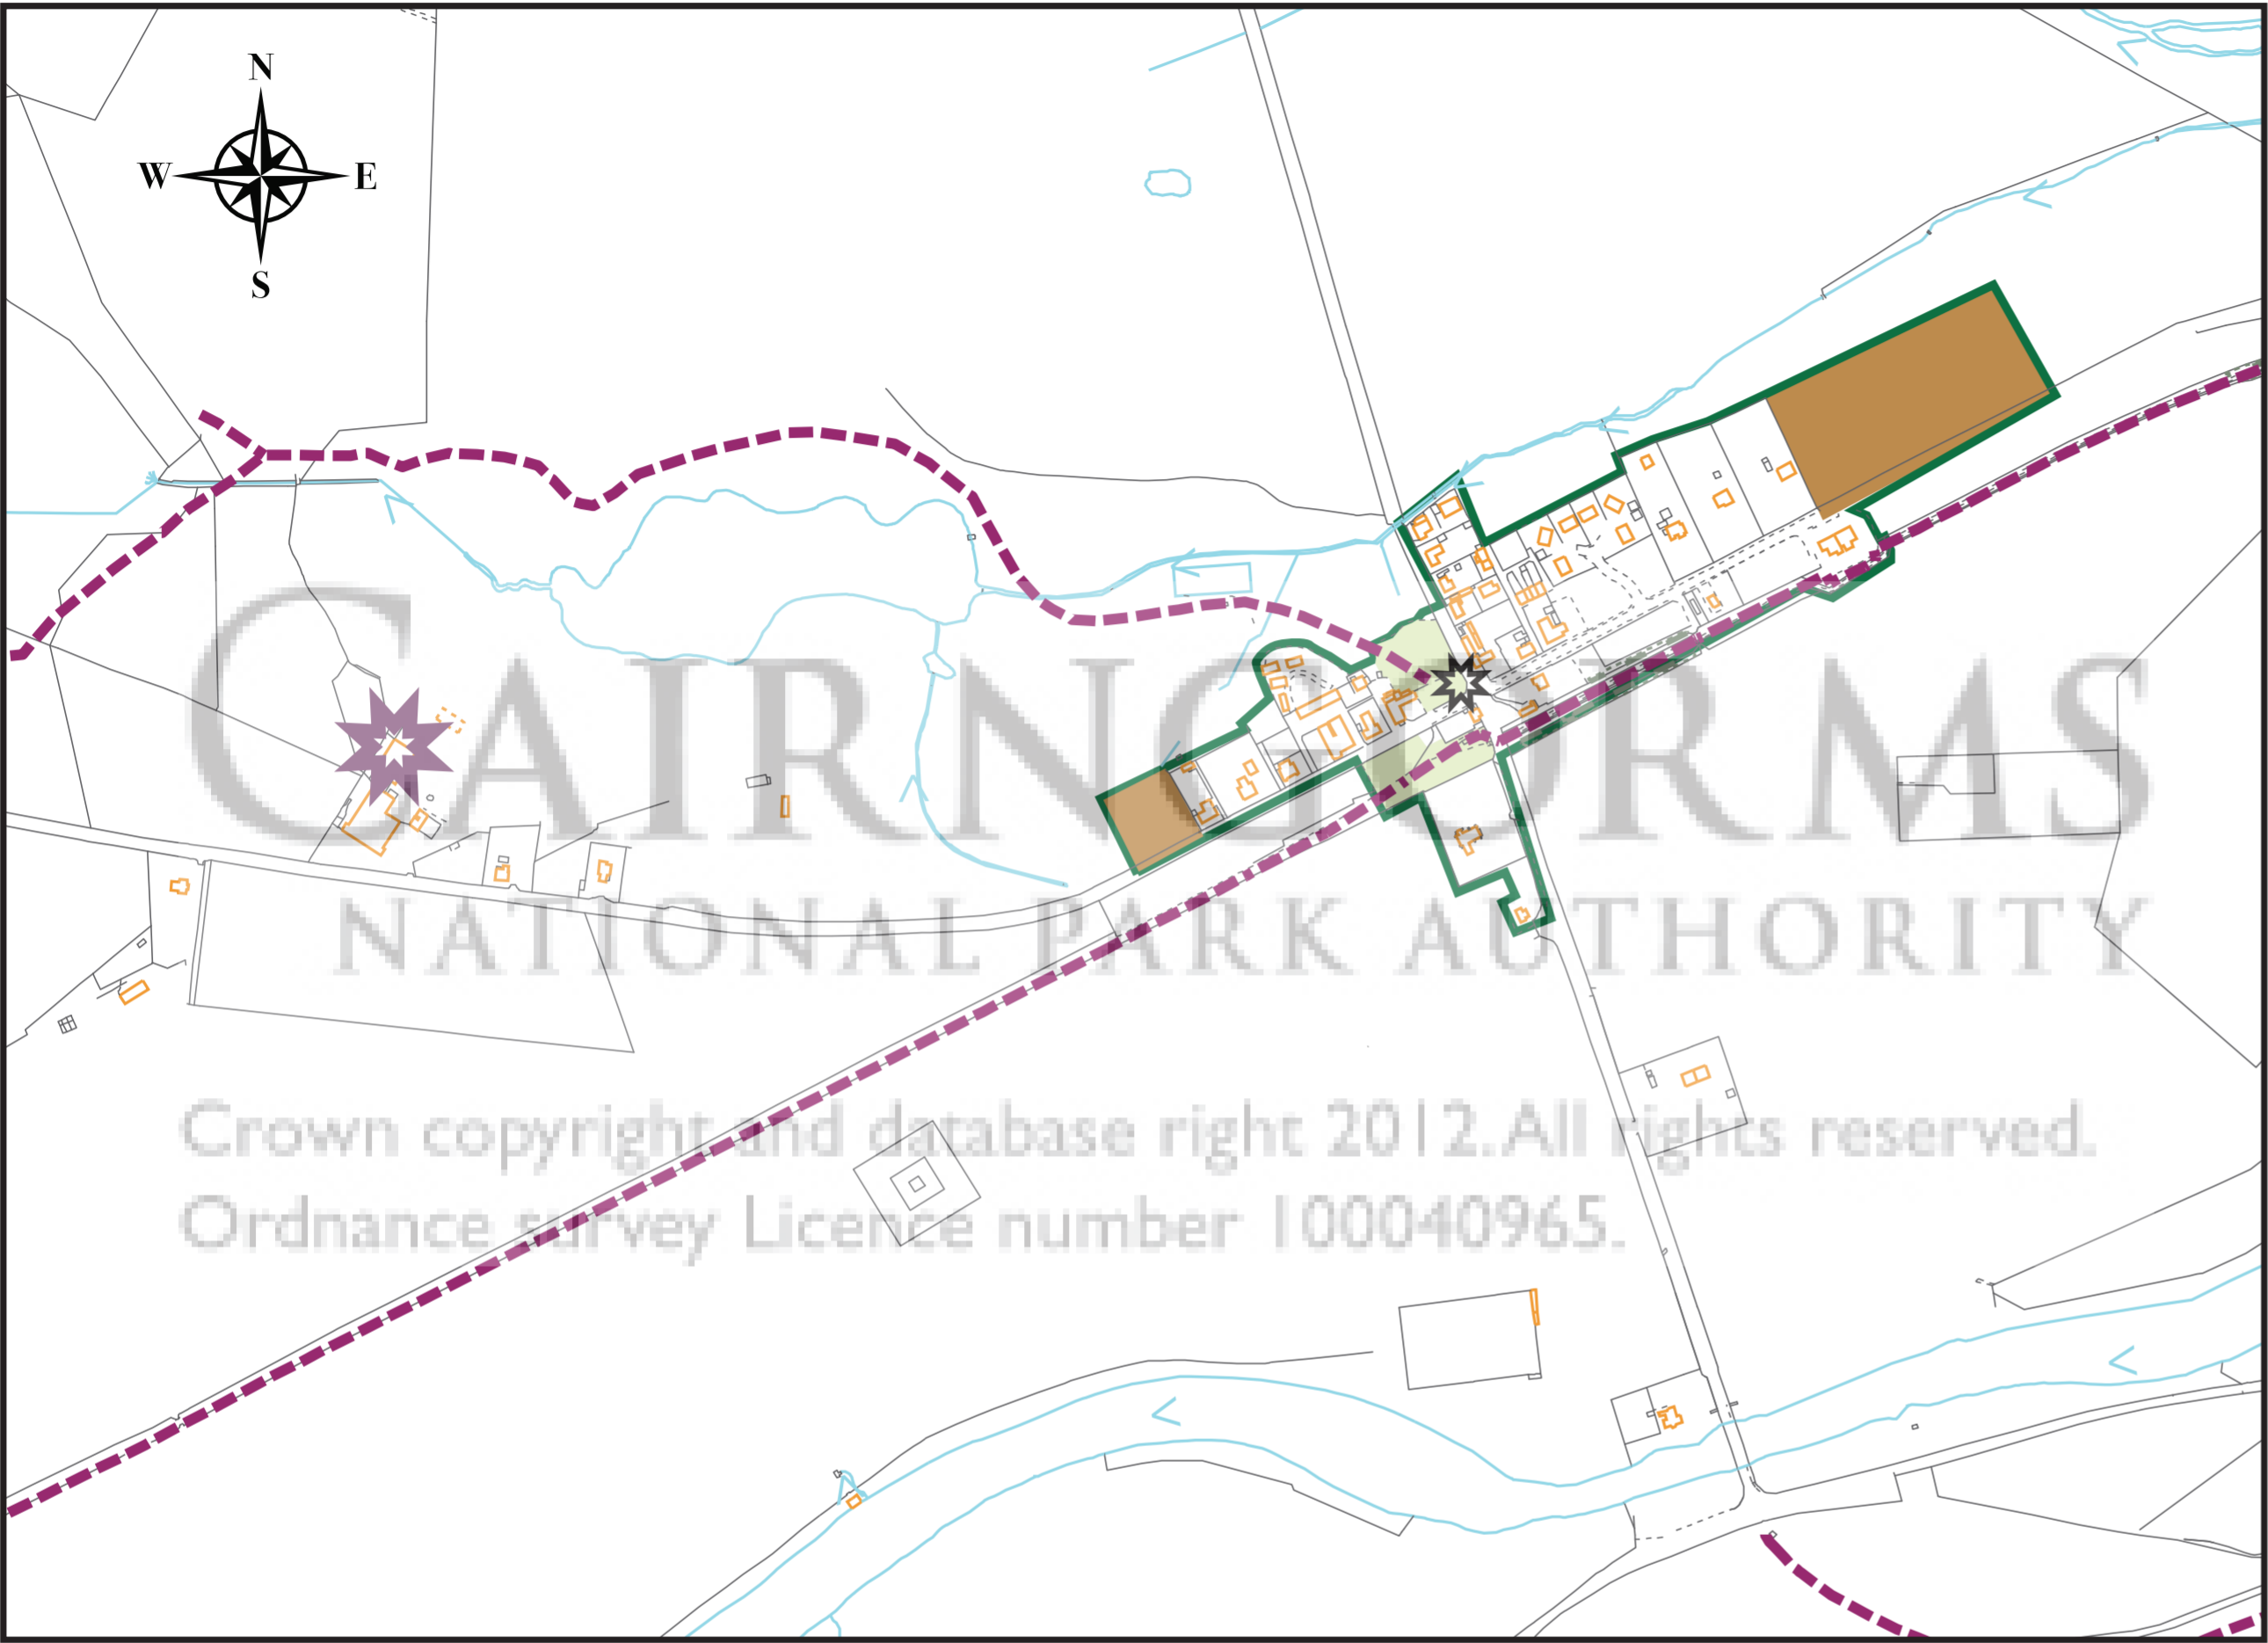 N
W E
S
CAIRNGORMS
NATIONAL PARK AUTHORITY
Crown copyright and database right 2012. All rights reserved.
Ordnance survey Licence number 100040965.